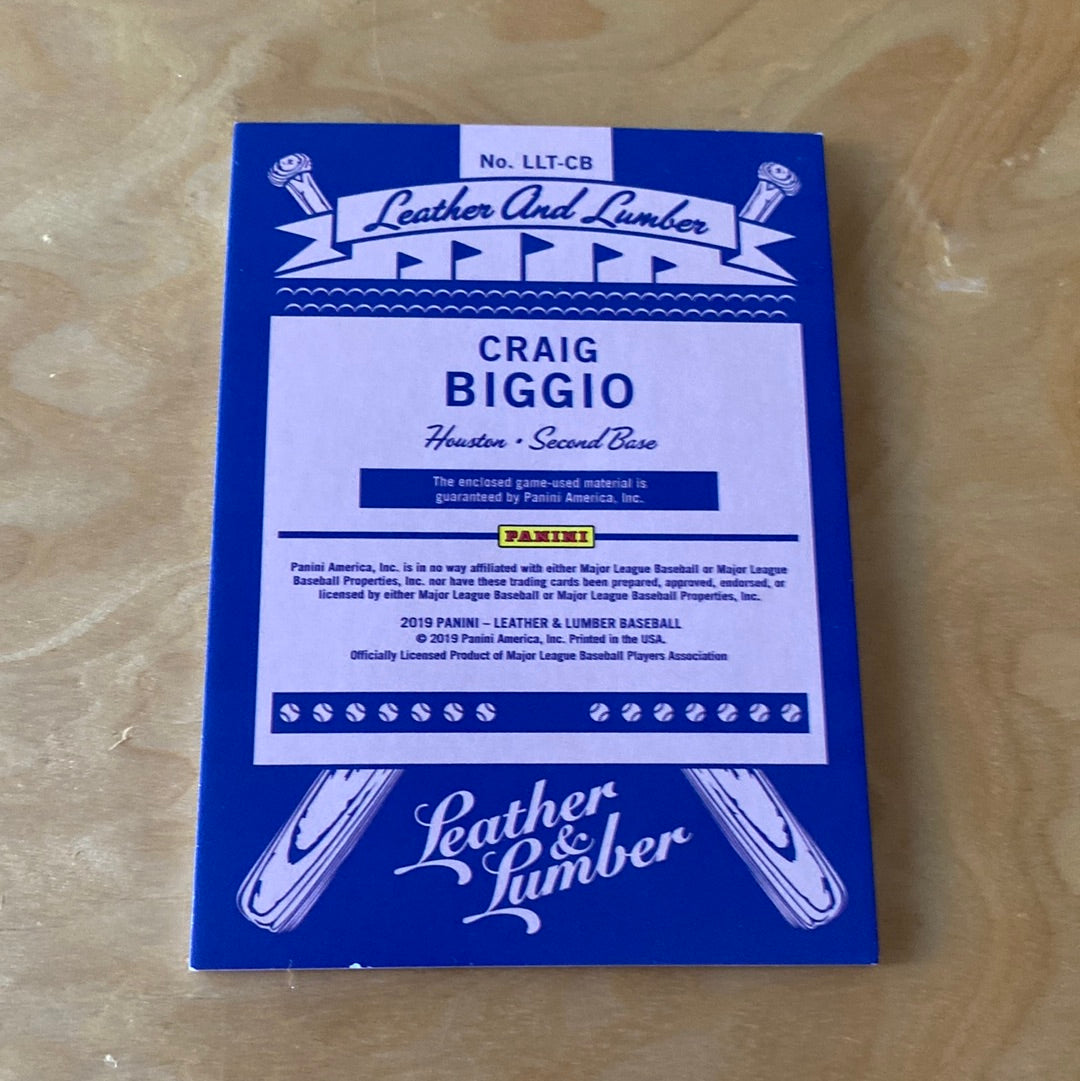 No. LLT-CB
Leather And Lumber
CRAIG
BIGGIO
Houston • Second Base
The enclosed game-used material is
guaranteed by Panini America, Inc.
PANINI
Panini America, Inc. is in no way affiliated with either Major League Baseball or Major League
Baseball Properties, Inc. nor have these trading cards been prepared, approved, endorsed, or
licensed by either Major League Baseball or Major League Baseball Properties, Inc.
2019 PANINI – LEATHER & LUMBER BASEBALL
© 2019 Panini America, Inc. Printed in the USA.
Officially Licensed Product of Major League Baseball Players Association
Leather
&
Lumber